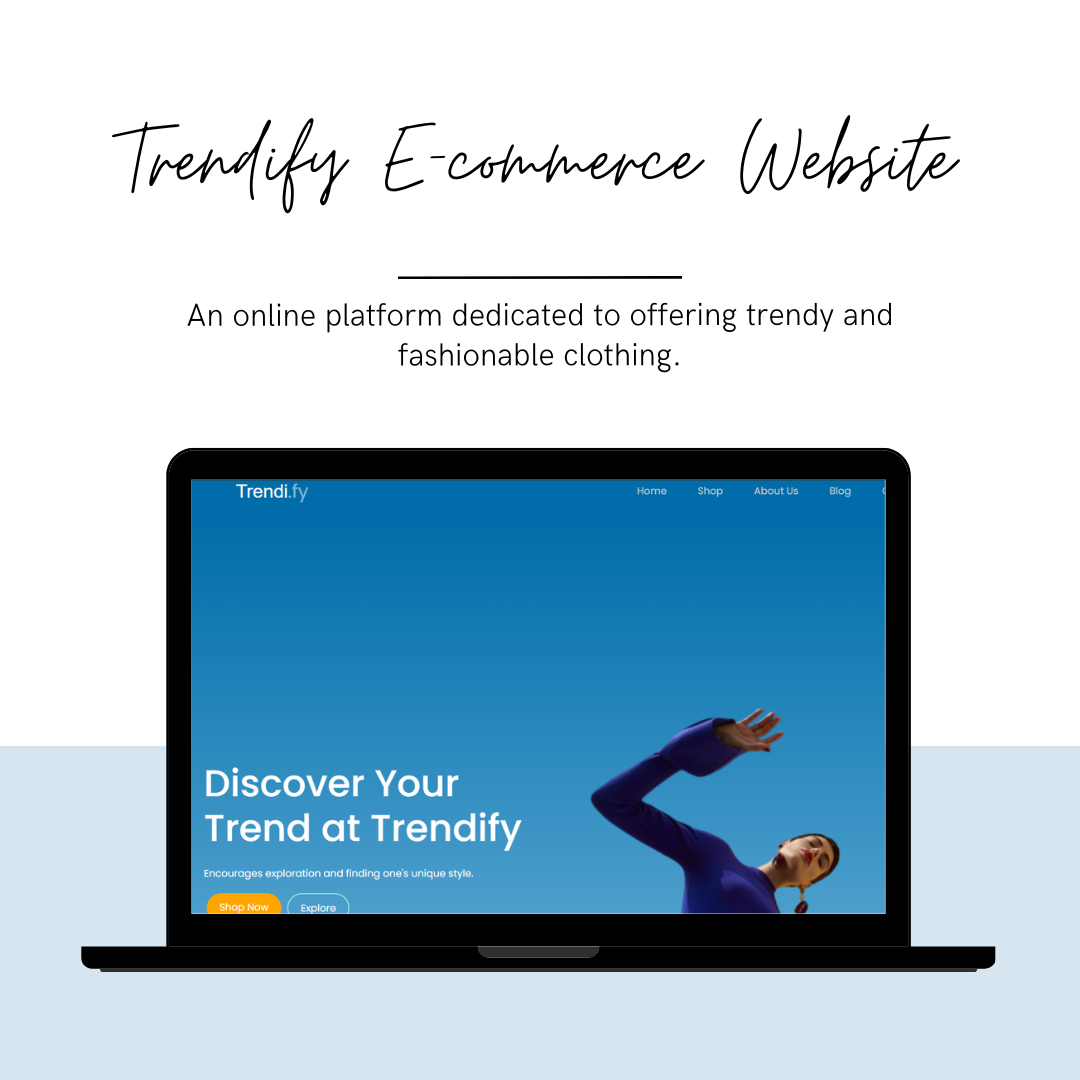 Trendify E-commerce Website
An online platform dedicated to offering trendy and
fashionable clothing.
Trendi.fy
Home Shop About Us Blog
Discover Your
Trend at Trendify
Encourages exploration and finding one's unique style.
Shop Now Explore